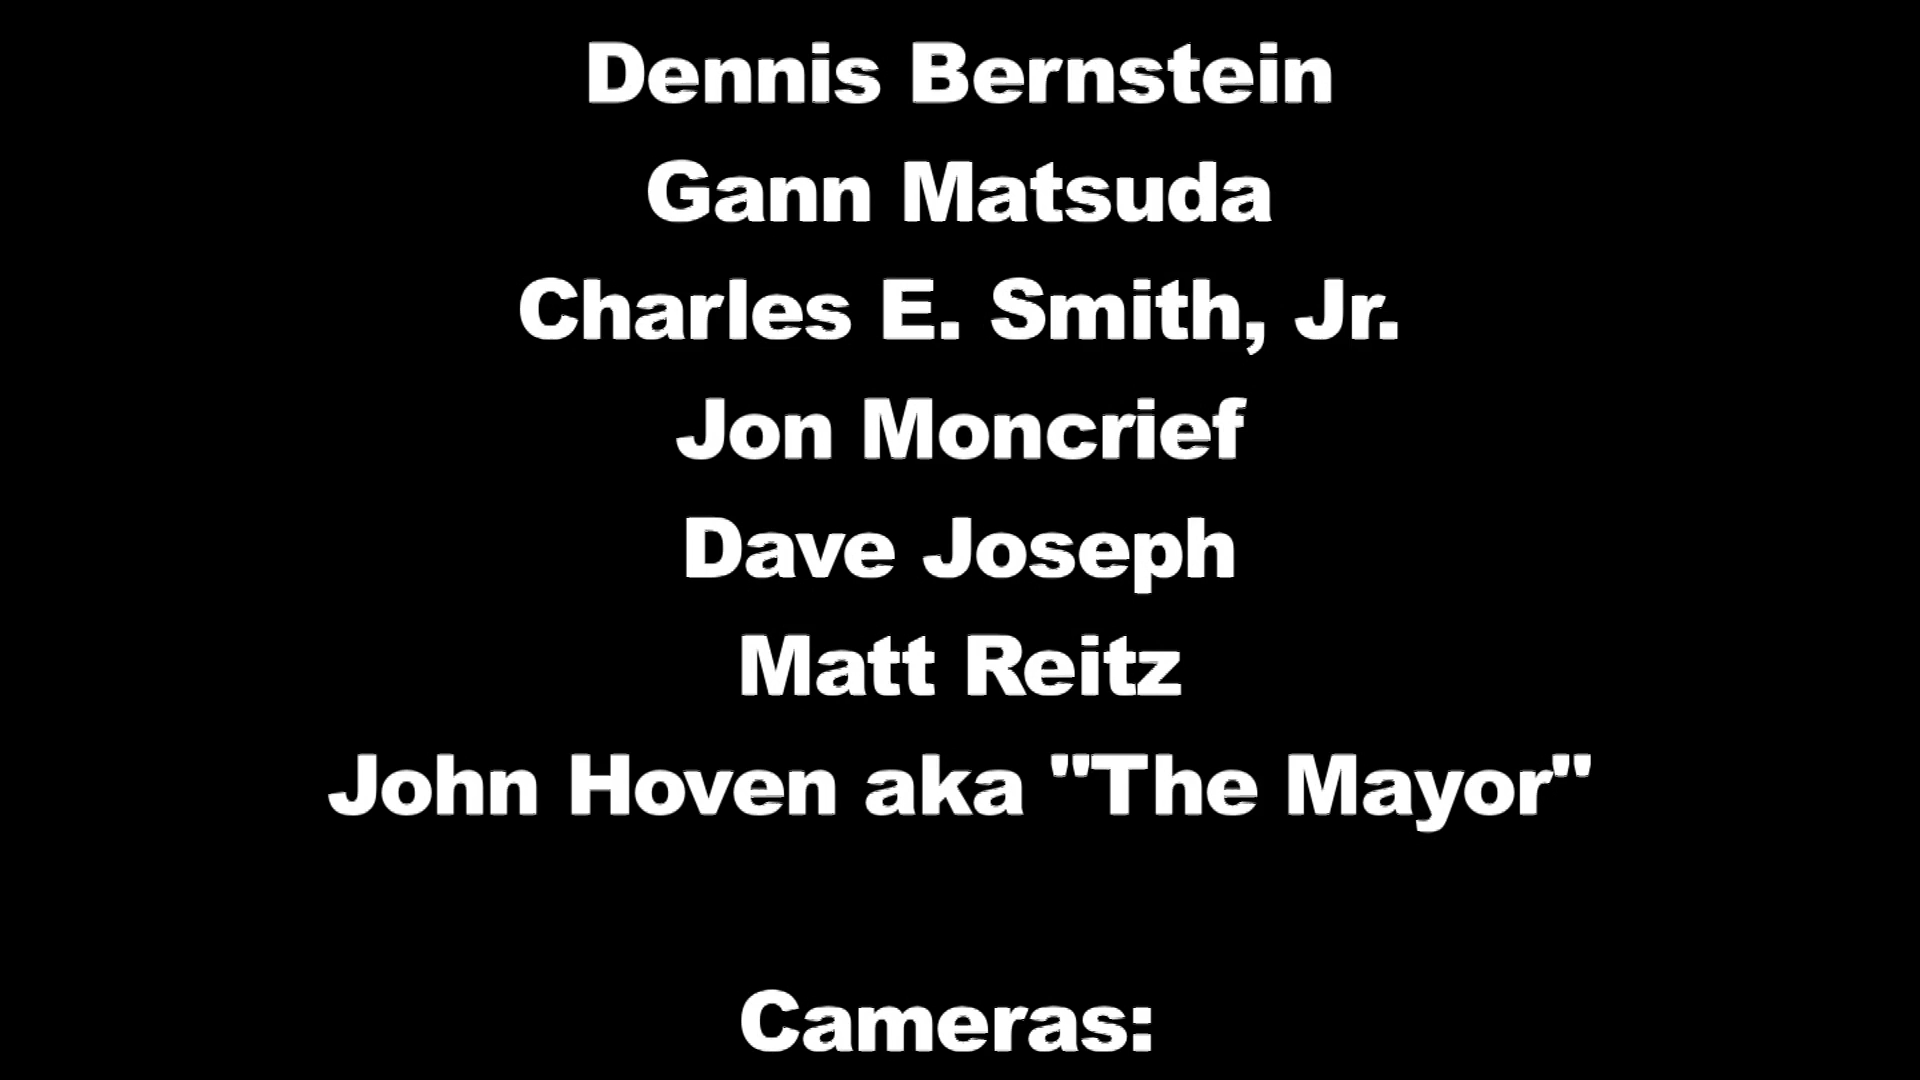 Dennis Bernstein
Gann Matsuda
Charles E. Smith, Jr.
Jon Moncrief
Dave Joseph
Matt Reitz
John Hoven aka "The Mayor"
Cameras: